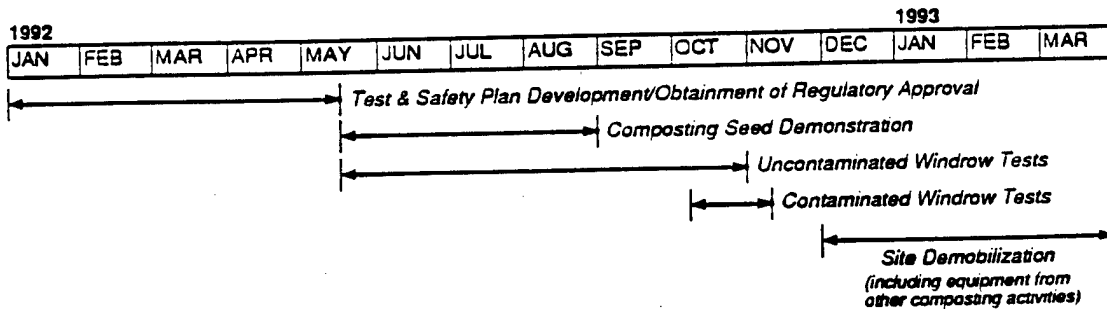 1992
1993
JAN FEB MAR APR MAY JUN JUL AUG SEP OCT NOV DEC JAN FEB MAR
Test & Safety Plan Development/Obtainment of Regulatory Approval
Composting Seed Demonstration
Uncontaminated Windrow Tests
Contaminated Windrow Tests
Site Demobilization
(including equipment from
other composting activities)